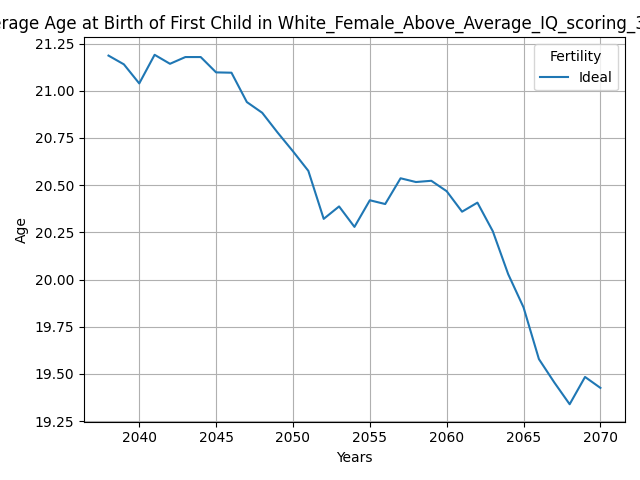 erage Age at Birth of First Child in White_Female_Above_Average_IQ_scoring_3
21.25
21.00
20.75
20.50
20.25
20.00
19.75
19.50
19.25
Age
Fertility
Ideal
2040 2045 2050 2055 2060 2065 2070
Years